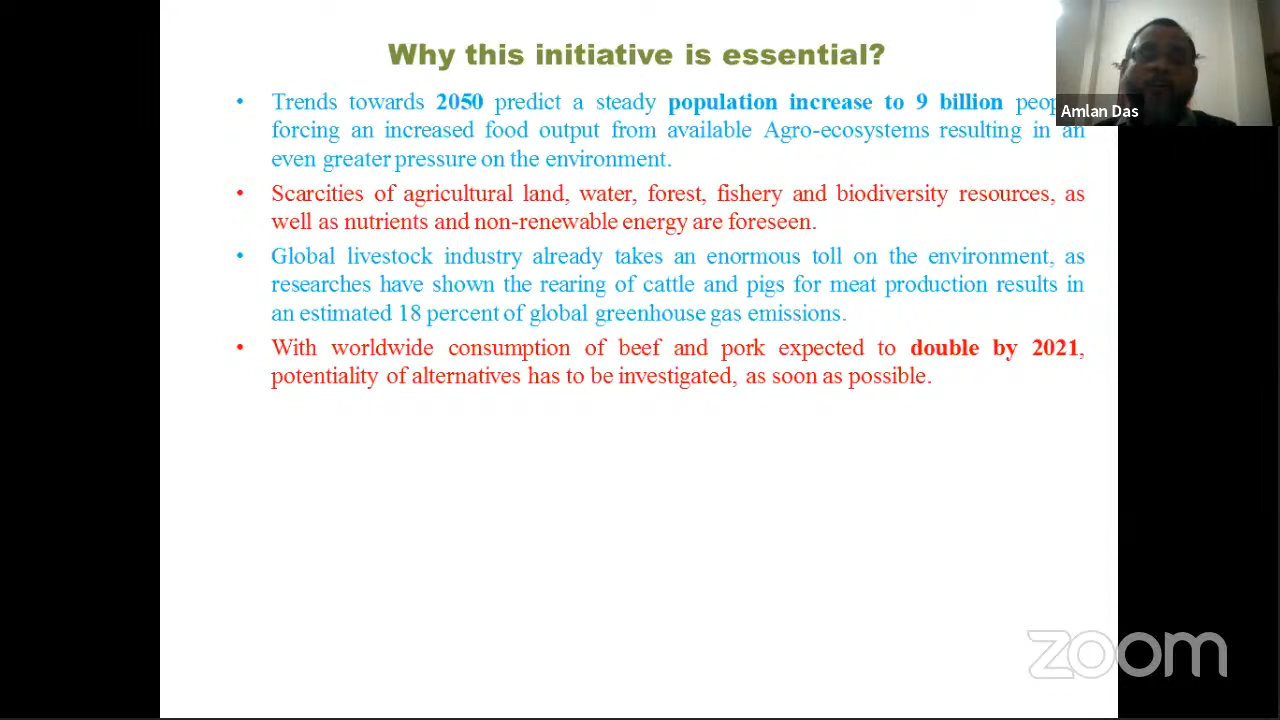 Why this initiative is essential?
• Trends towards 2050 predict a steady population increase to 9 billion
forcing an increased food output from available Agro-ecosystems resulting in an
even greater pressure on the environment.
• Scarcities of agricultural land, water, forest, fishery and biodiversity resources, as
well as nutrients and non-renewable energy are foreseen.
• Global livestock industry already takes an enormous toll on the environment, as
researches have shown the rearing of cattle and pigs for meat production results in
an estimated 18 percent of global greenhouse gas emissions.
• With worldwide consumption of beef and pork expected to double by 2021,
potentiality of alternatives has to be investigated, as soon as possible.
Amlan Das
zoom